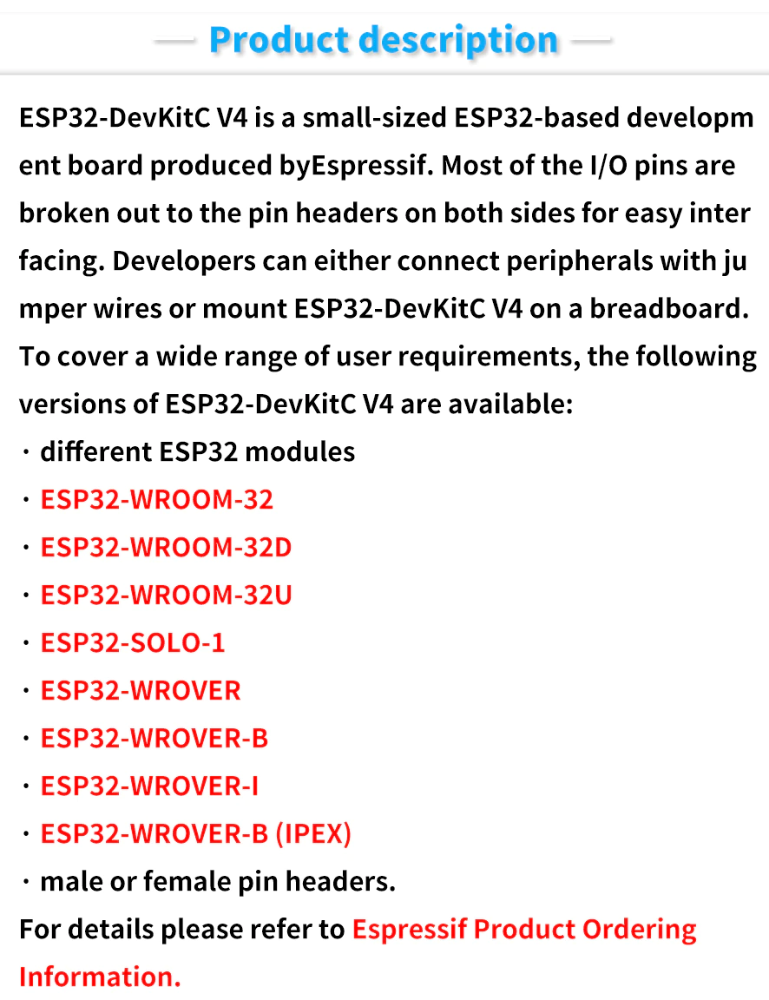 Product description
ESP32-DevKitC V4 is a small-sized ESP32-based developm
ent board produced byEspressif. Most of the I/O pins are
broken out to the pin headers on both sides for easy inter
facing. Developers can either connect peripherals with ju
mper wires or mount ESP32-DevKitC V4 on a breadboard.
To cover a wide range of user requirements, the following
versions of ESP32-DevKitC V4 are available:
· different ESP32 modules
· ESP32-WROOM-32
· ESP32-WROOM-32D
· ESP32-WROOM-32U
· ESP32-SOLO-1
· ESP32-WROVER
· ESP32-WROVER-B
· ESP32-WROVER-I
· ESP32-WROVER-B (IPEX)
· male or female pin headers.
For details please refer to Espressif Product Ordering
Information.